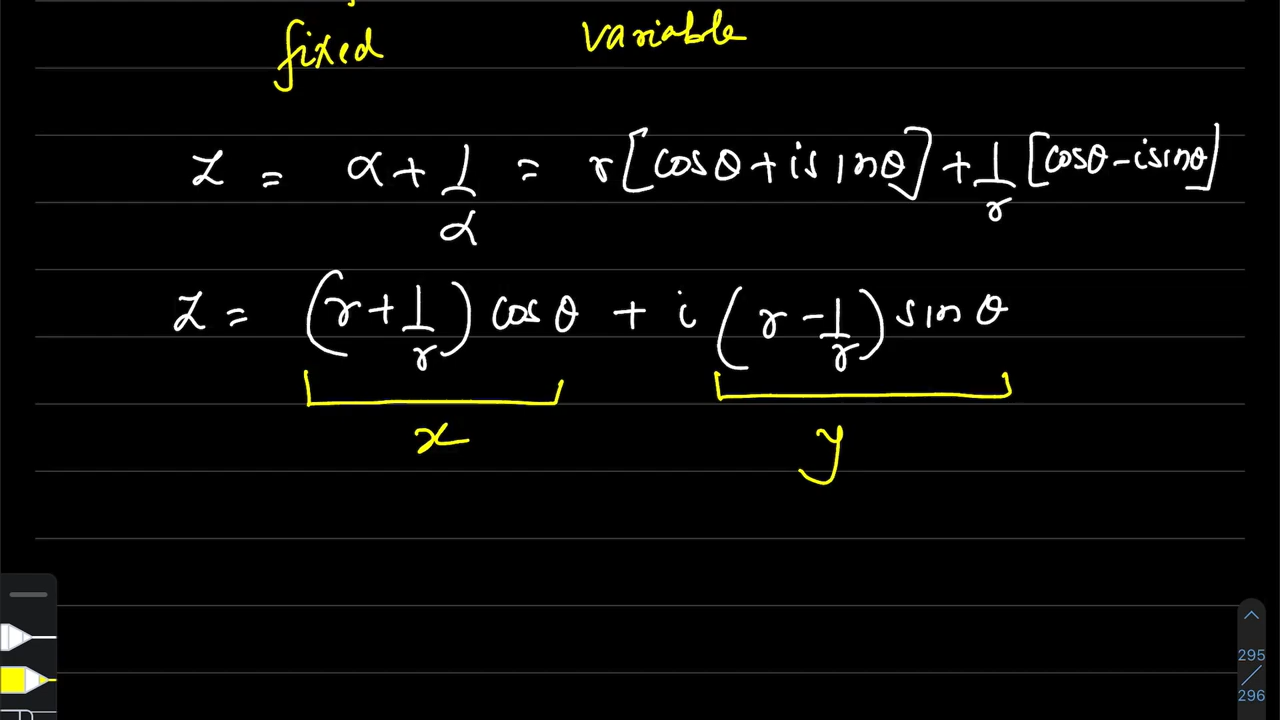 fixed variable
z = α + 1/α = r[cosθ + i sinθ] + 1/r [cosθ - i sinθ]
z = (r + 1/r) cosθ + i (r - 1/r) sinθ
x y
295
/
296